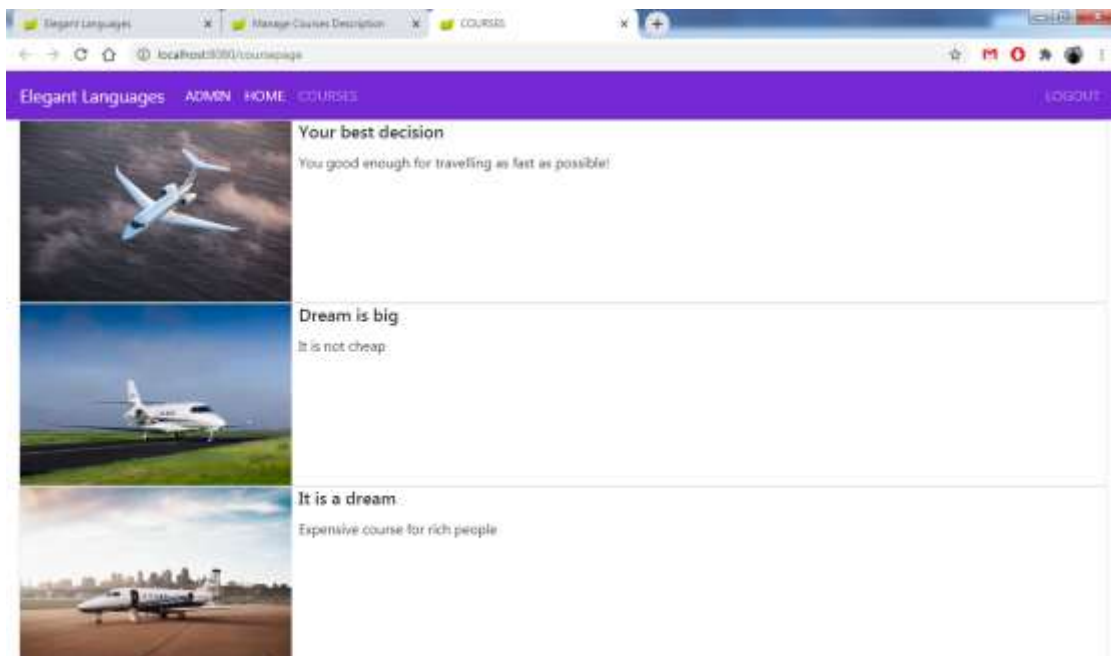 Elegant Languages
Manage Courses Description
COURSES
localhost:8080/coursepage
Elegant Languages ADMIN HOME COURSES LOGOUT
Your best decision
You good enough for travelling as fast as possible!
Dream is big
It is not cheap
It is a dream
Expensive course for rich people